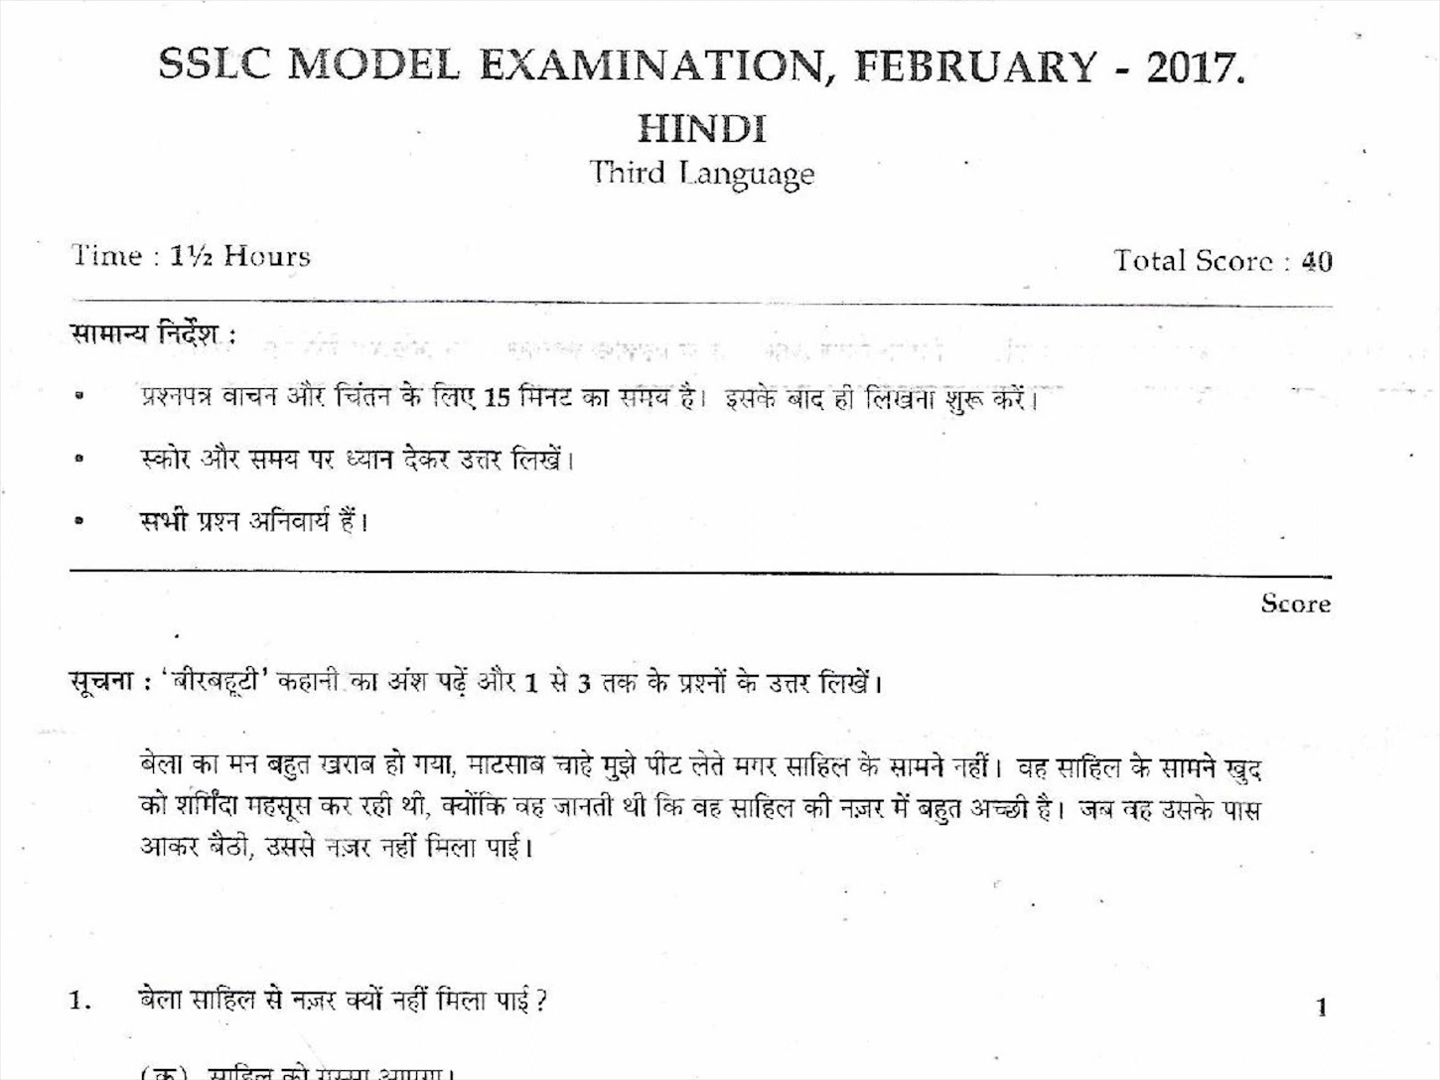 SSLC MODEL EXAMINATION, FEBRUARY - 2017.
HINDI
Third Language
Time : 1½ Hours Total Score : 40
सामान्य निर्देश :
• प्रश्नपत्र वाचन और चिंतन के लिए 15 मिनट का समय है। इसके बाद ही लिखना शुरू करें।
• स्कोर और समय पर ध्यान देकर उत्तर लिखें।
• सभी प्रश्न अनिवार्य हैं।
Score
सूचना : 'बीरबहूटी' कहानी का अंश पढ़ें और 1 से 3 तक के प्रश्नों के उत्तर लिखें।
बेला का मन बहुत खराब हो गया, माटसाब चाहे मुझे पीट लेते मगर साहिल के सामने नहीं। वह साहिल के सामने खुद
को शर्मिंदा महसूस कर रही थी, क्योंकि वह जानती थी कि वह साहिल की नज़र में बहुत अच्छी है। जब वह उसके पास
आकर बैठी, उससे नज़र नहीं मिला पाई।
1. बेला साहिल से नज़र क्यों नहीं मिला पाई? 1
(क) साहिल को गुस्सा आएगा।